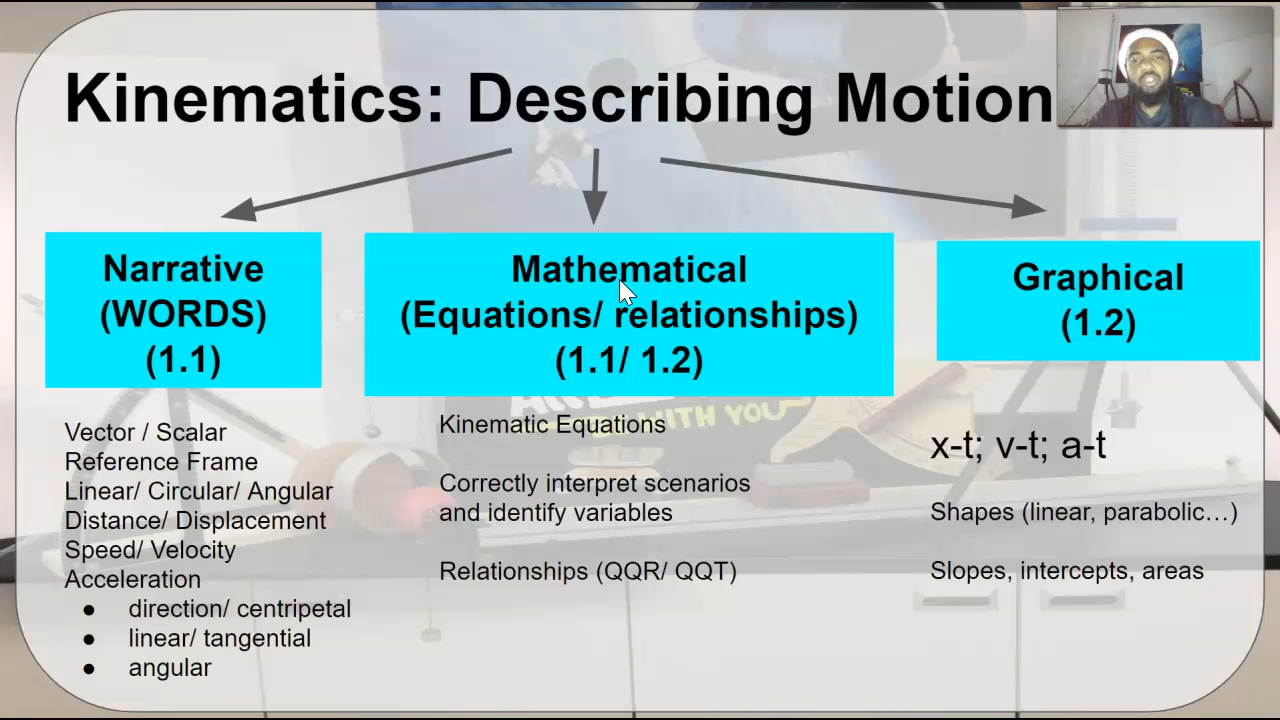 Kinematics: Describing Motion
Narrative
(WORDS)
(1.1)
Mathematical
(Equations/ relationships)
(1.1/ 1.2)
Graphical
(1.2)
Vector / Scalar
Reference Frame
Linear/ Circular/ Angular
Distance/ Displacement
Speed/ Velocity
Acceleration
● direction/ centripetal
● linear/ tangential
● angular
Kinematic Equations
Correctly interpret scenarios
and identify variables
Relationships (QQR/ QQT)
x-t; v-t; a-t
Shapes (linear, parabolic…)
Slopes, intercepts, areas
WITH YOU